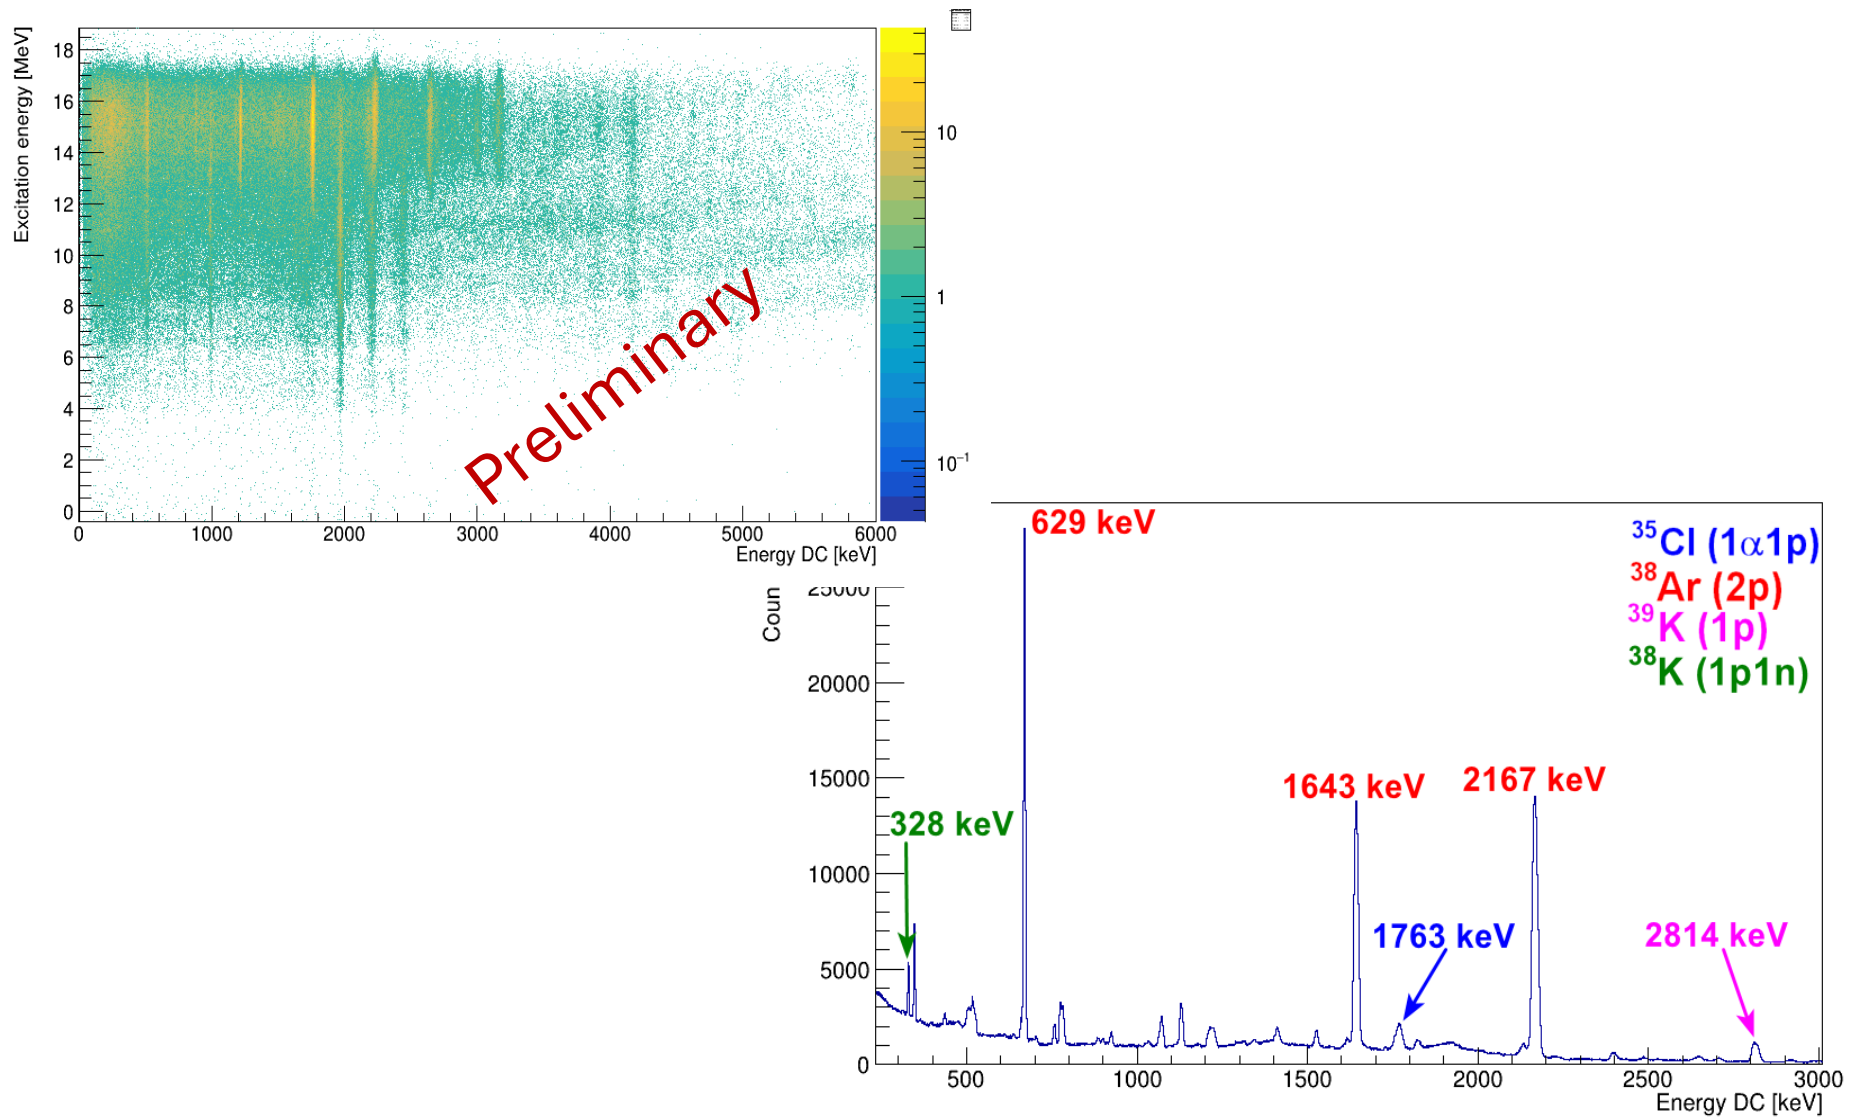 Excitation energy [MeV]
18
16
14
12
10
8
6
4
2
0
0 1000 2000 3000 4000 5000 6000
Energy DC [keV]
10
1
10⁻¹
Preliminary
629 keV
³⁵Cl (1α1p)
³⁸Ar (2p)
³⁹K (1p)
³⁸K (1p1n)
Coun
25000
20000
15000
10000
5000
0
1643 keV
2167 keV
328 keV
1763 keV
2814 keV
500 1000 1500 2000 2500 3000
Energy DC [keV]